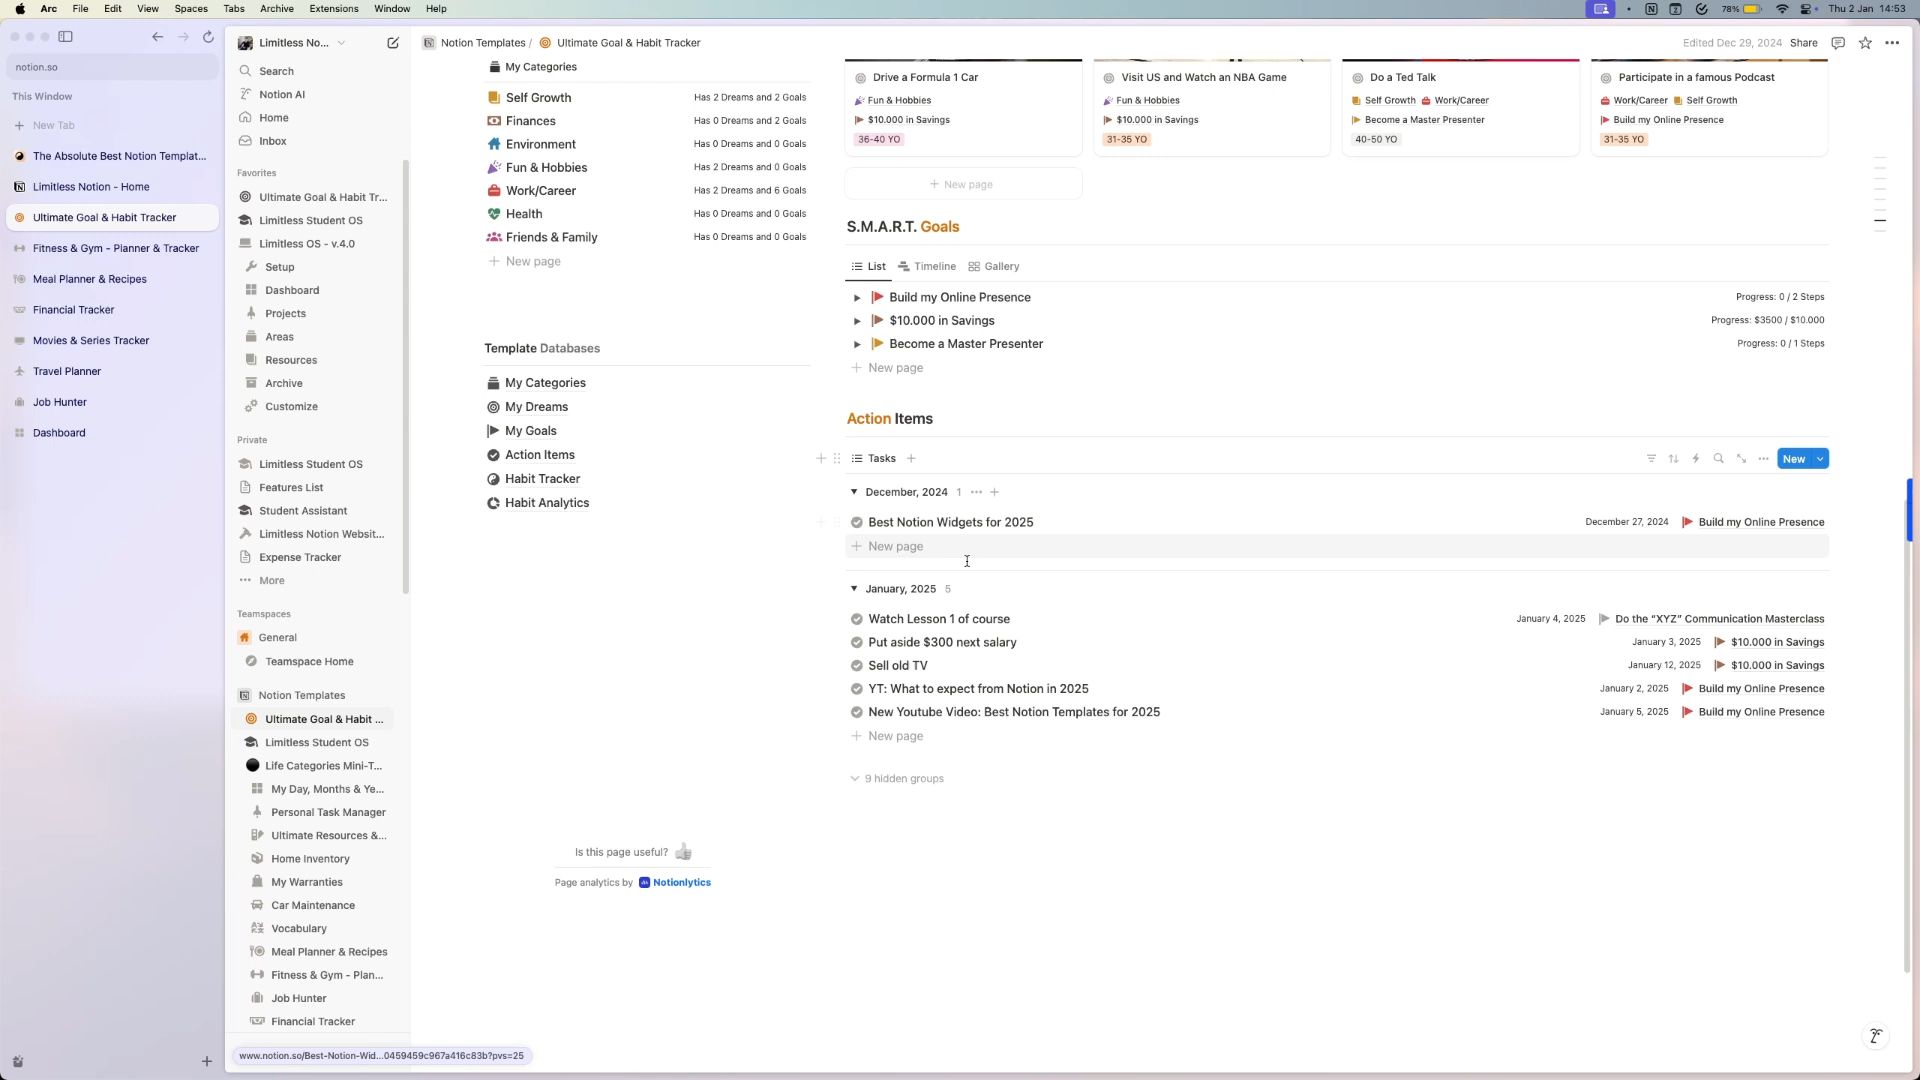 Arc File Edit View Spaces Tabs Archive Extensions Window Help
78% Thu 2 Jan 14:53
notion.so
This Window
New Tab
The Absolute Best Notion Templat...
Limitless Notion - Home
Ultimate Goal & Habit Tracker
Fitness & Gym - Planner & Tracker
Meal Planner & Recipes
Financial Tracker
Movies & Series Tracker
Travel Planner
Job Hunter
Dashboard
Limitless No...
Search
Notion AI
Home
Inbox
Favorites
Ultimate Goal & Habit Tr...
Limitless Student OS
Limitless OS - v.4.0
Setup
Dashboard
Projects
Areas
Resources
Archive
Customize
Private
Limitless Student OS
Features List
Student Assistant
Limitless Notion Websit...
Expense Tracker
More
Teamspaces
General
Teamspace Home
Notion Templates
Ultimate Goal & Habit ...
Limitless Student OS
Life Categories Mini-T...
My Day, Months & Ye...
Personal Task Manager
Ultimate Resources &...
Home Inventory
My Warranties
Car Maintenance
Vocabulary
Meal Planner & Recipes
Fitness & Gym - Plan...
Job Hunter
Financial Tracker
www.notion.so/Best-Notion-Wid...0459459c967a416c83b?pvs=25
Notion Templates / Ultimate Goal & Habit Tracker
Edited Dec 29, 2024 Share
My Categories
Self Growth Has 2 Dreams and 2 Goals
Finances Has 0 Dreams and 2 Goals
Environment Has 0 Dreams and 0 Goals
Fun & Hobbies Has 2 Dreams and 0 Goals
Work/Career Has 2 Dreams and 6 Goals
Health Has 0 Dreams and 0 Goals
Friends & Family Has 0 Dreams and 0 Goals
New page
Template Databases
My Categories
My Dreams
My Goals
Action Items
Habit Tracker
Habit Analytics
Is this page useful?
Page analytics by Notionlytics
Drive a Formula 1 Car
Fun & Hobbies
$10.000 in Savings
36-40 YO
Visit US and Watch an NBA Game
Fun & Hobbies
$10.000 in Savings
31-35 YO
Do a Ted Talk
Self Growth Work/Career
Become a Master Presenter
40-50 YO
Participate in a famous Podcast
Work/Career Self Growth
Build my Online Presence
31-35 YO
New page
S.M.A.R.T. Goals
List Timeline Gallery
Build my Online Presence Progress: 0 / 2 Steps
$10.000 in Savings Progress: $3500 / $10.000
Become a Master Presenter Progress: 0 / 1 Steps
New page
Action Items
Tasks
New
December, 2024 1
Best Notion Widgets for 2025 December 27, 2024 Build my Online Presence
New page
January, 2025 5
Watch Lesson 1 of course January 4, 2025 Do the “XYZ” Communication Masterclass
Put aside $300 next salary January 3, 2025 $10.000 in Savings
Sell old TV January 12, 2025 $10.000 in Savings
YT: What to expect from Notion in 2025 January 2, 2025 Build my Online Presence
New Youtube Video: Best Notion Templates for 2025 January 5, 2025 Build my Online Presence
New page
9 hidden groups